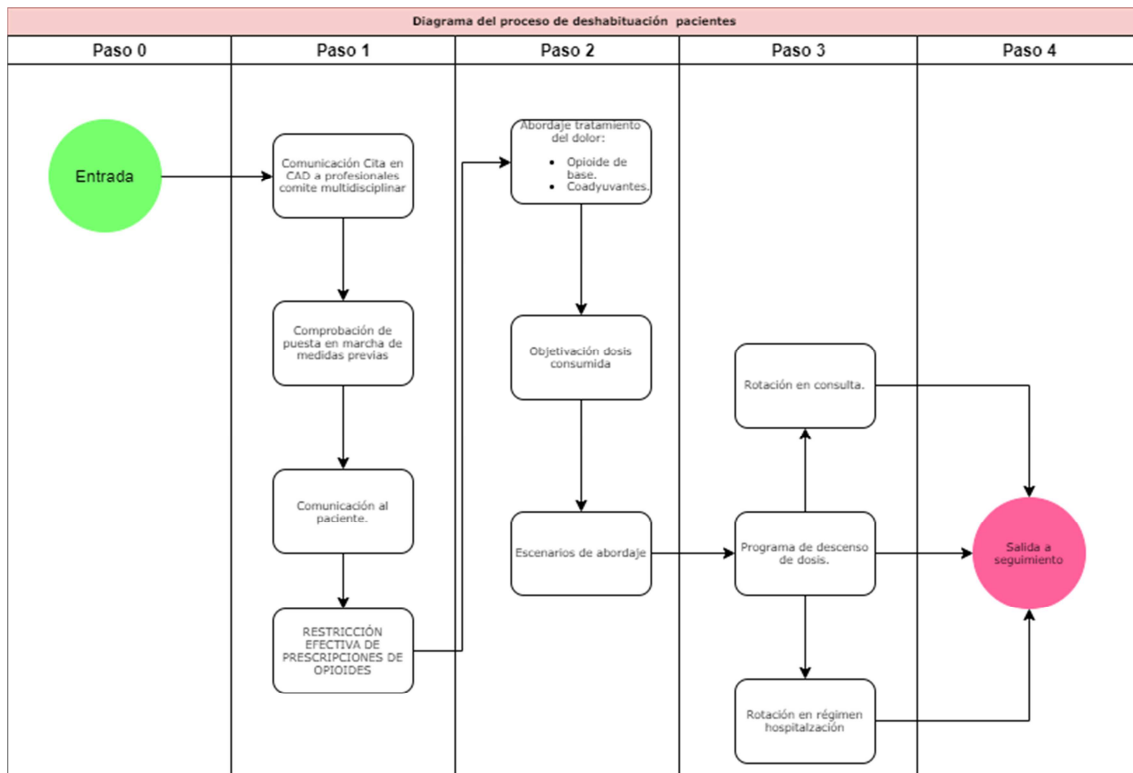 Diagrama del proceso de deshabituación pacientes
Paso 0
Paso 1
Paso 2
Paso 3
Paso 4
Entrada
Comunicación Cita en
CAD a profesionales
comite multidisciplinar
Comprobación de
puesta en marcha de
medidas previas
Comunicación al
paciente.
RESTRICCIÓN
EFECTIVA DE
PRESCRIPCIONES DE
OPIOIDES
Abordaje tratamiento
del dolor:
• Opioide de
base.
• Coadyuvantes.
Objetivación dosis
consumida
Escenarios de abordaje
Rotación en consulta.
Programa de descenso
de dosis.
Rotación en régimen
hospitalzación
Salida a
seguimiento